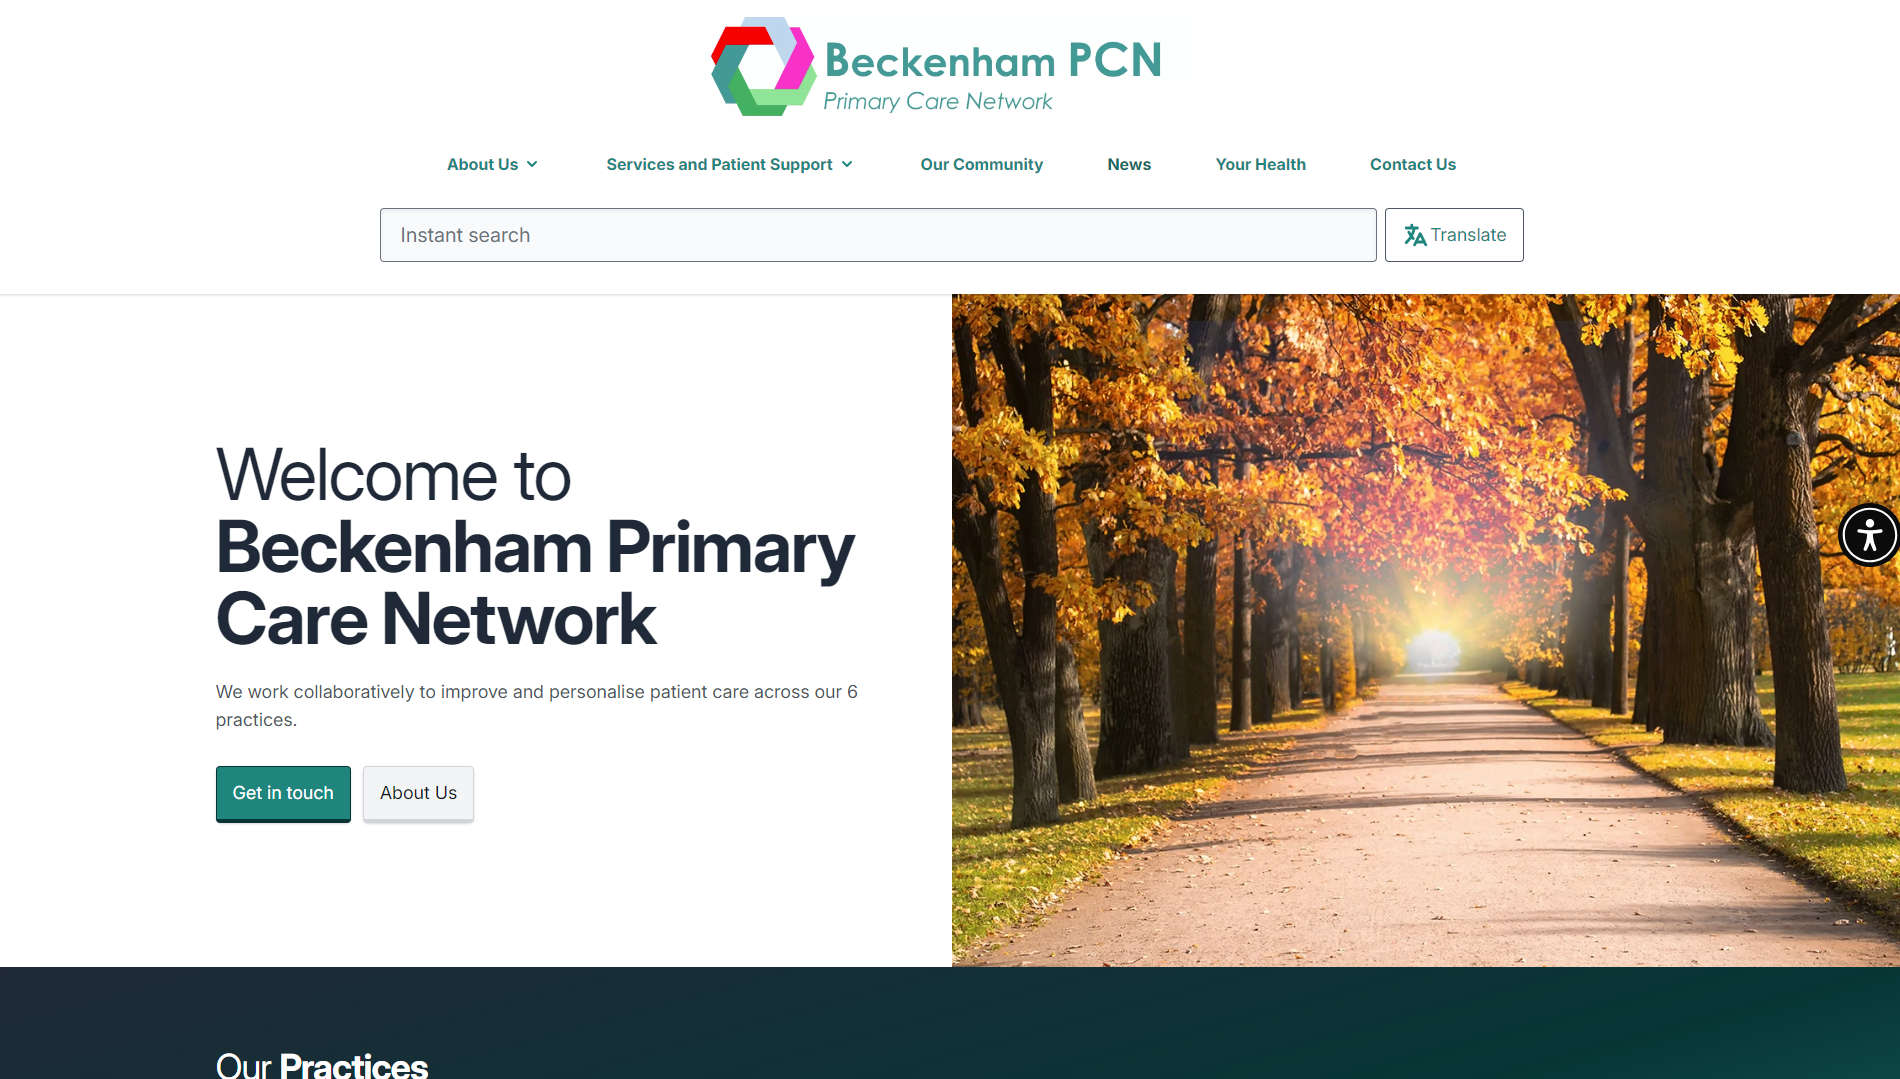 Beckenham PCN
Primary Care Network
About Us
Services and Patient Support
Our Community
News
Your Health
Contact Us
Instant search
Translate
Welcome to
Beckenham Primary
Care Network
We work collaboratively to improve and personalise patient care across our 6
practices.
Get in touch
About Us
Our Practices